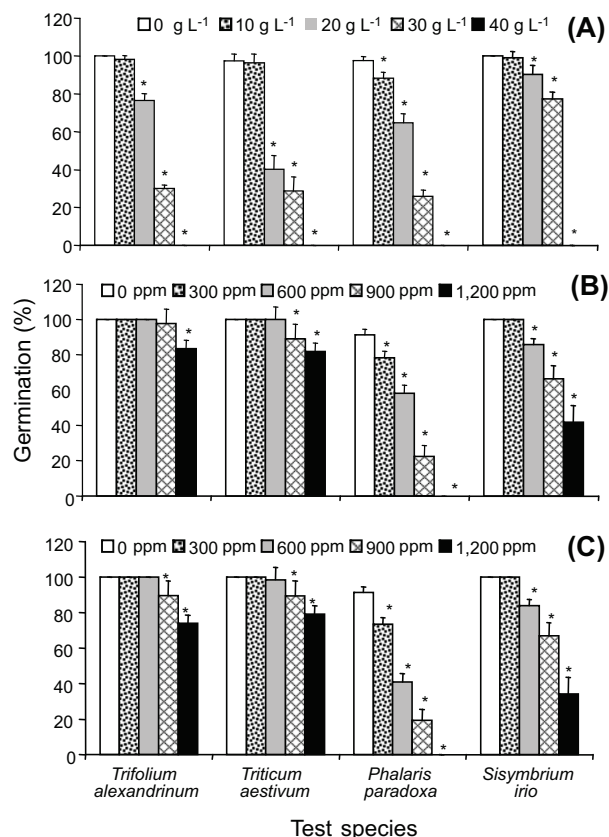 0 g L-1 10 g L-1 20 g L-1 30 g L-1 40 g L-1
(A)
100
80
60
40
20
0
* * *
* * *
* * * *
* * *
120
100
80
60
40
20
0
0 ppm 300 ppm 600 ppm 900 ppm 1,200 ppm
(B)
*
* *
* * * *
* * *
Germination (%)
120
100
80
60
40
20
0
0 ppm 300 ppm 600 ppm 900 ppm 1,200 ppm
(C)
* *
* *
* * * *
* * *
Trifolium alexandrinum
Triticum aestivum
Phalaris paradoxa
Sisymbrium irio
Test species